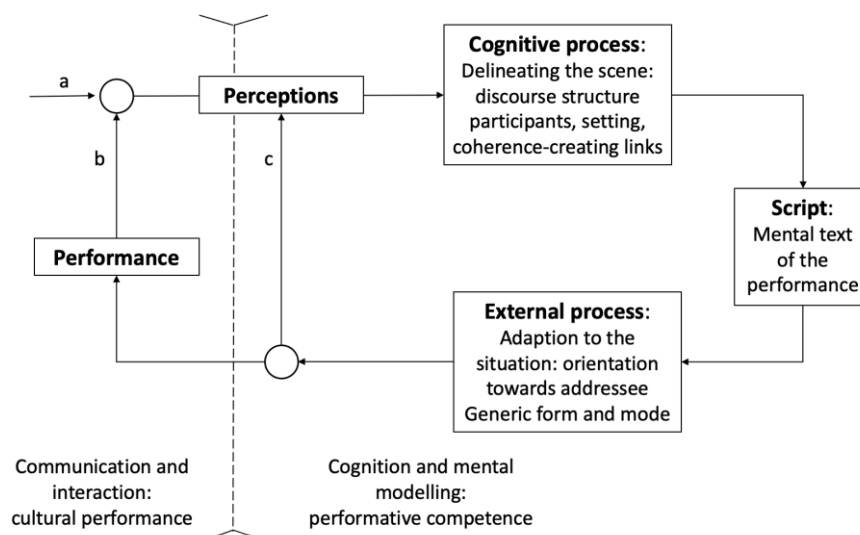 a
Perceptions
Cognitive process:
Delineating the scene:
discourse structure
participants, setting,
coherence-creating links
b
c
Script:
Mental text
of the
performance
Performance
External process:
Adaption to the
situation: orientation
towards addressee
Generic form and mode
Communication and
interaction:
cultural performance
Cognition and mental
modelling:
performative competence